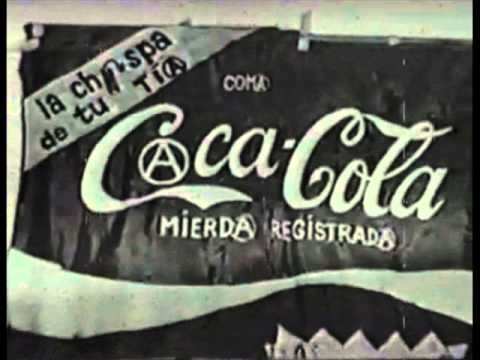 la chispa
de tu TíA
COMA
Coca-Cola
MIERDA REGISTRADA